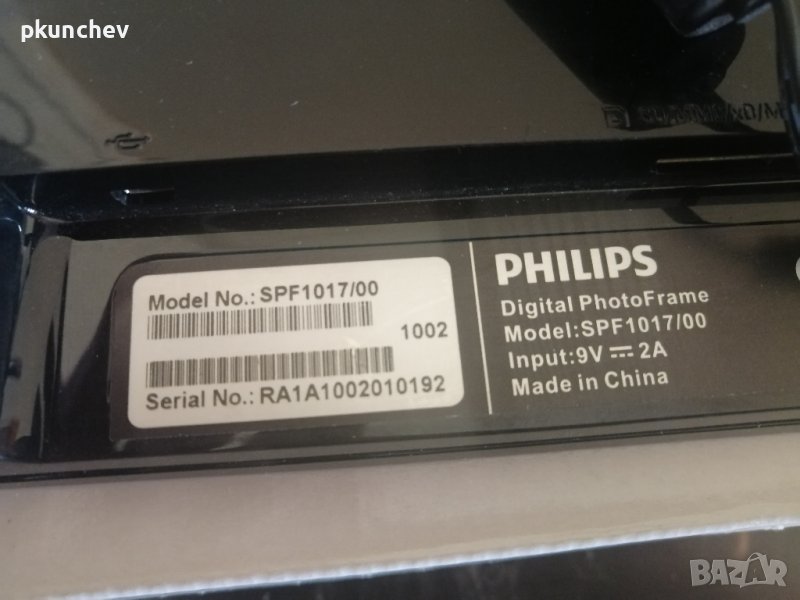 pkunchev
Model No.: SPF1017/00
1002
Serial No.: RA1A1002010192
PHILIPS
Digital PhotoFrame
Model:SPF1017/00
Input:9V ⎓ 2A
Made in China
BAZAR